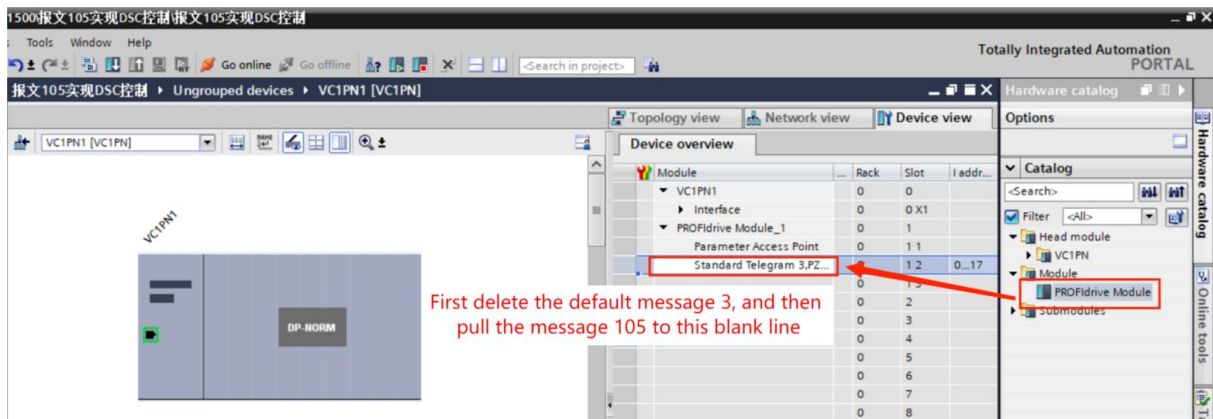 1500\报文105实现DSC控制\报文105实现DSC控制
Tools Window Help
Totally Integrated Automation
PORTAL
Go online Go offline <Search in project>
报文105实现DSC控制 ▸ Ungrouped devices ▸ VC1PN1 [VC1PN]
Hardware catalog
Topology view Network view Device view
Options
VC1PN1 [VC1PN]
Device overview
Module ... Rack Slot I addr...
Catalog
VC1PN1 0 0
<Search>
Interface 0 0 X1
Filter <All>
PROFIdrive Module_1 0 1
Head module
Parameter Access Point 0 1 1
VC1PN
Standard Telegram 3,PZ... 0 1 2 0...17
Module
0 1 3
PROFIdrive Module
0 2
Submodules
0 3
0 4
0 5
0 6
0 7
0 8
VC1PN1
DP-NORM
First delete the default message 3, and then
pull the message 105 to this blank line
Hardware catalog
Online tools